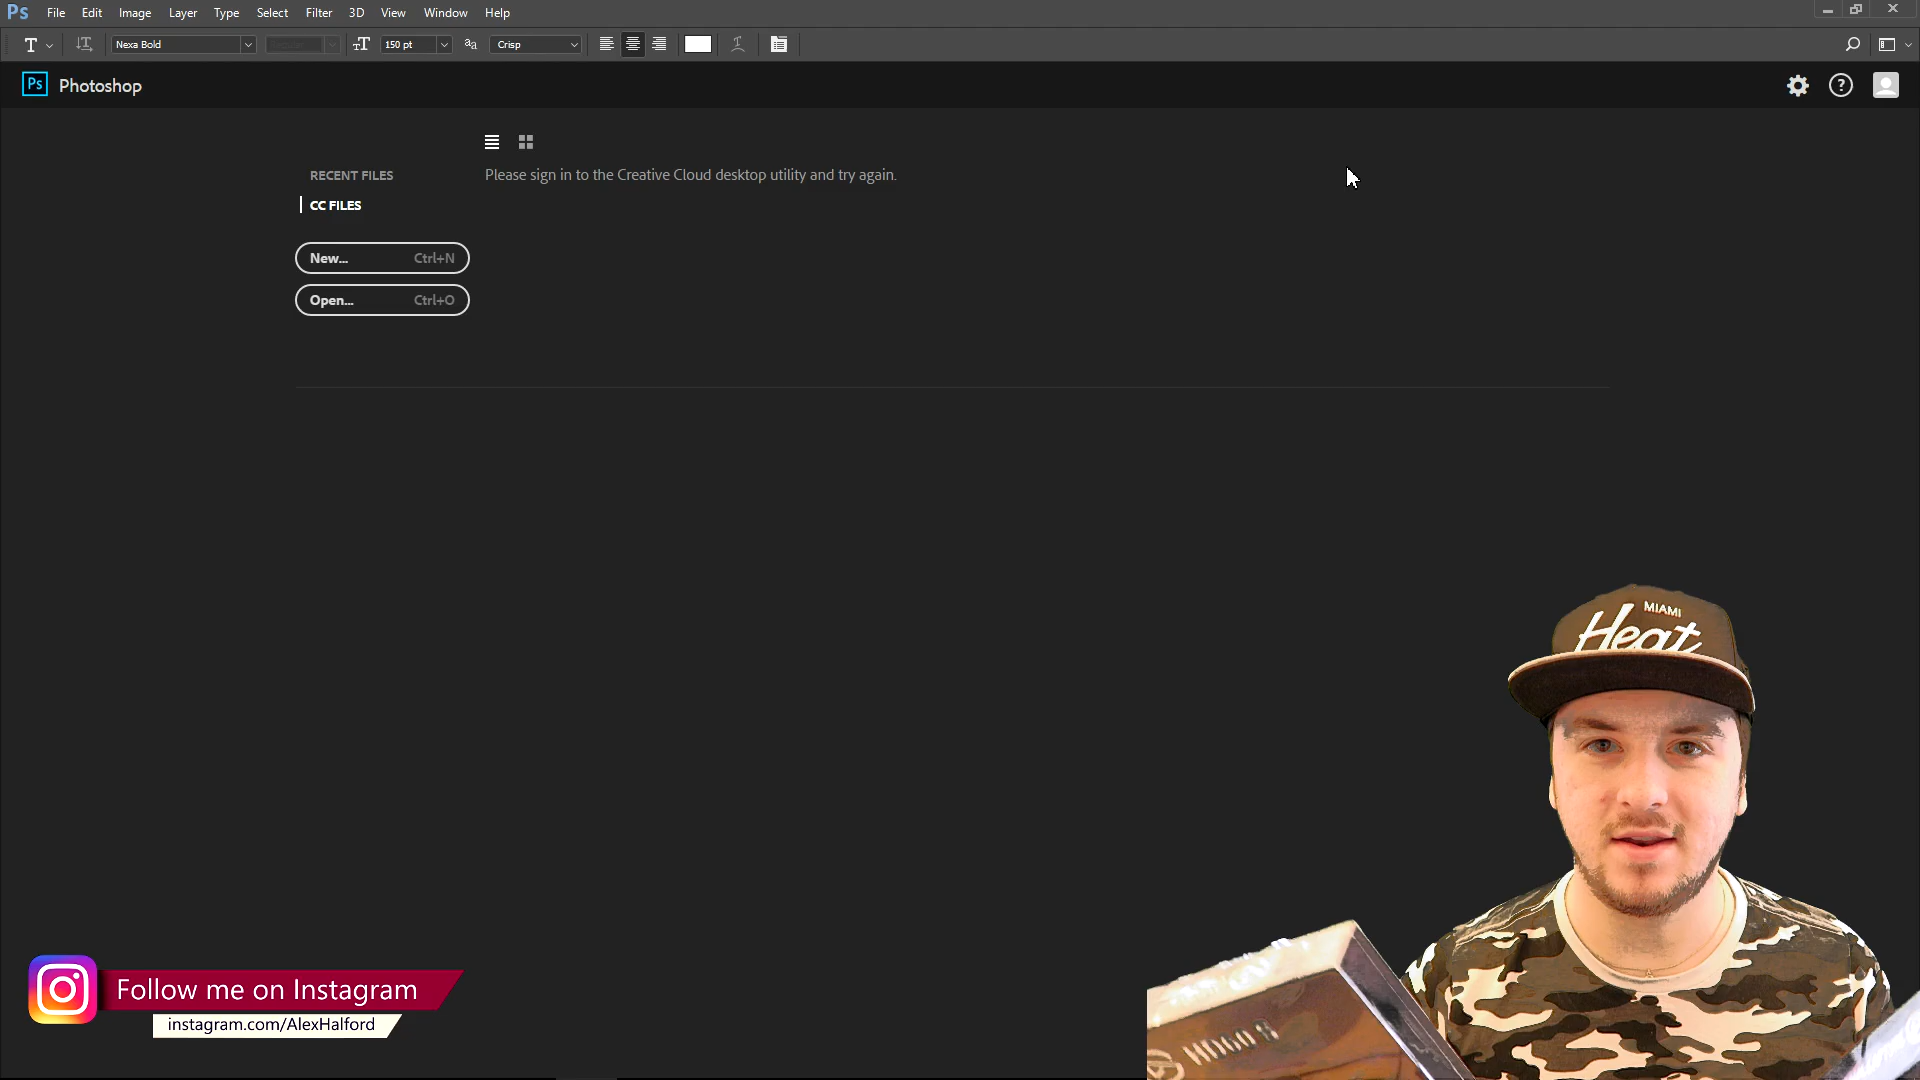 Ps File Edit Image Layer Type Select Filter 3D View Window Help
T Nexa Bold 150 pt Crisp
Ps Photoshop
RECENT FILES
Please sign in to the Creative Cloud desktop utility and try again.
CC FILES
New... Ctrl+N
Open... Ctrl+O
MIAMI
Heat
Follow me on Instagram
instagram.com/AlexHalford
HD60 S